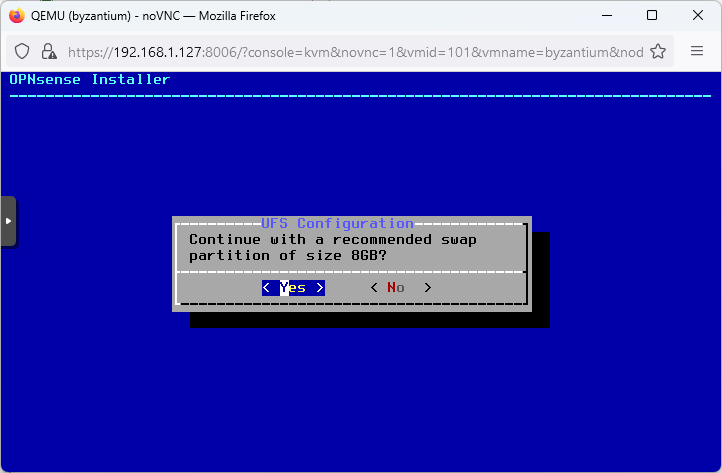 QEMU (byzantium) - noVNC — Mozilla Firefox
https://192.168.1.127:8006/?console=kvm&novnc=1&vmid=101&vmname=byzantium&nod
OPNsense Installer
UFS Configuration
Continue with a recommended swap
partition of size 8GB?
< Yes > < No >